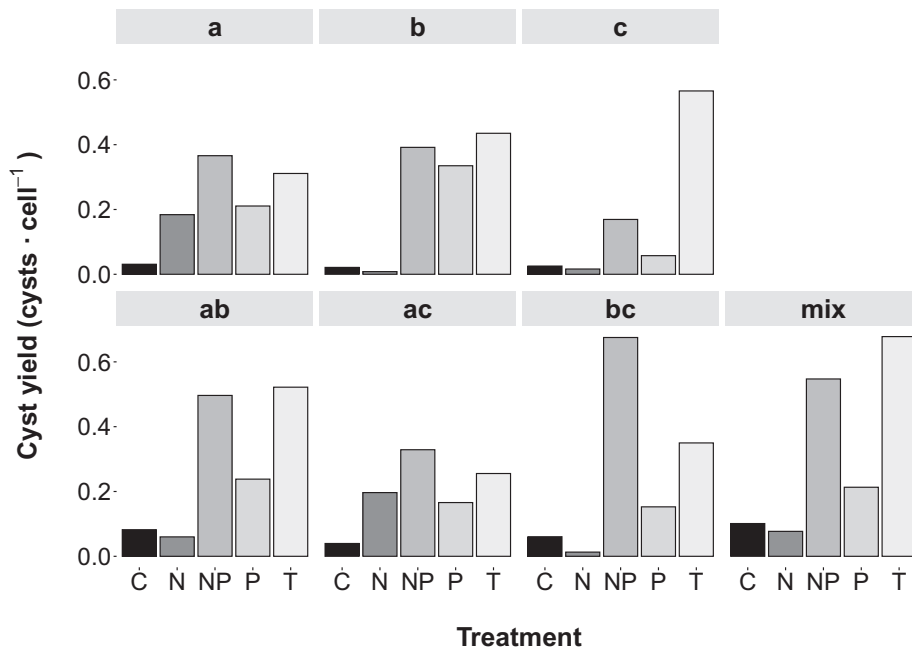 a b c
0.6
0.4
0.2
0.0
ab ac bc mix
0.6
0.4
0.2
0.0
C N NP P T C N NP P T C N NP P T C N NP P T
Treatment
Cyst yield (cysts · cell⁻¹ )